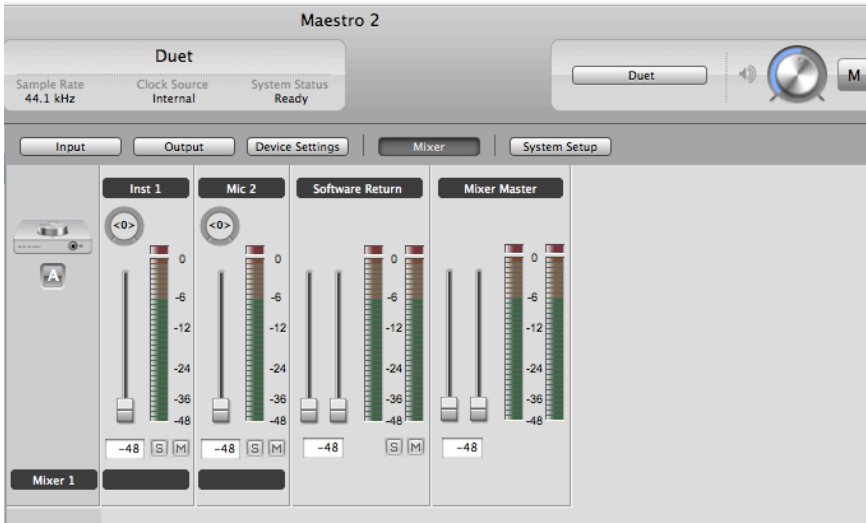 Maestro 2
Duet
Sample Rate Clock Source System Status
44.1 kHz Internal Ready
Duet
M
Input Output Device Settings Mixer System Setup
Inst 1 Mic 2 Software Return Mixer Master
<0> <0>
0 0 0 0
-6 -6 -6 -6
-12 -12 -12 -12
A
-24 -24 -24 -24
-36 -36 -36 -36
-48 -48 -48 -48
-48 S M -48 S M -48 S M -48
Mixer 1